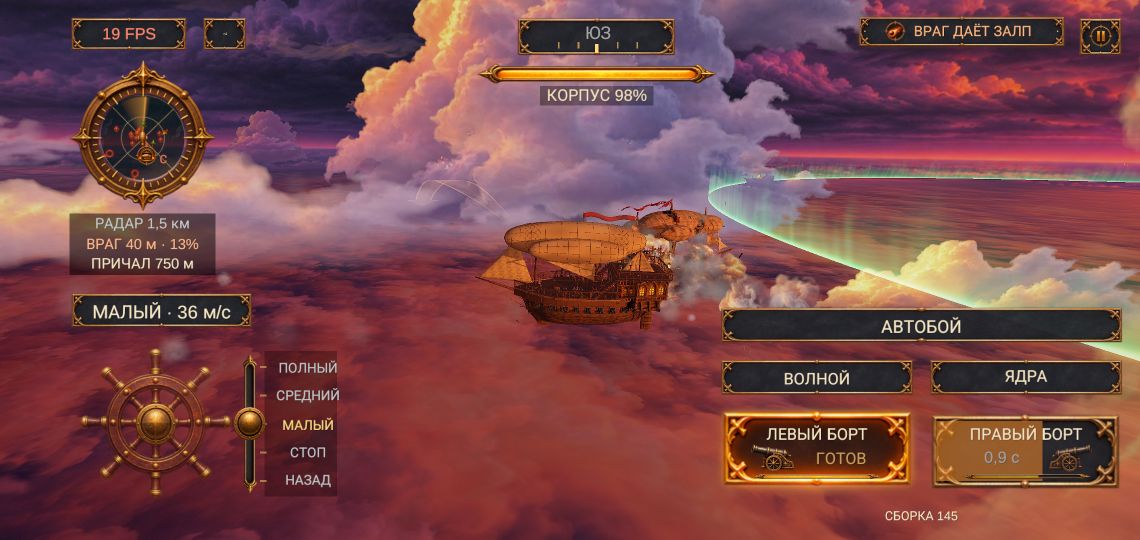 19 FPS
ЮЗ
ВРАГ ДАЁТ ЗАЛП
КОРПУС 98%
С
РАДАР 1,5 км
ВРАГ 40 м · 13%
ПРИЧАЛ 750 м
МАЛЫЙ · 36 м/с
ПОЛНЫЙ
СРЕДНИЙ
МАЛЫЙ
СТОП
НАЗАД
АВТОБОЙ
ВОЛНОЙ
ЯДРА
ЛЕВЫЙ БОРТ
ГОТОВ
ПРАВЫЙ БОРТ
0,9 с
СБОРКА 145